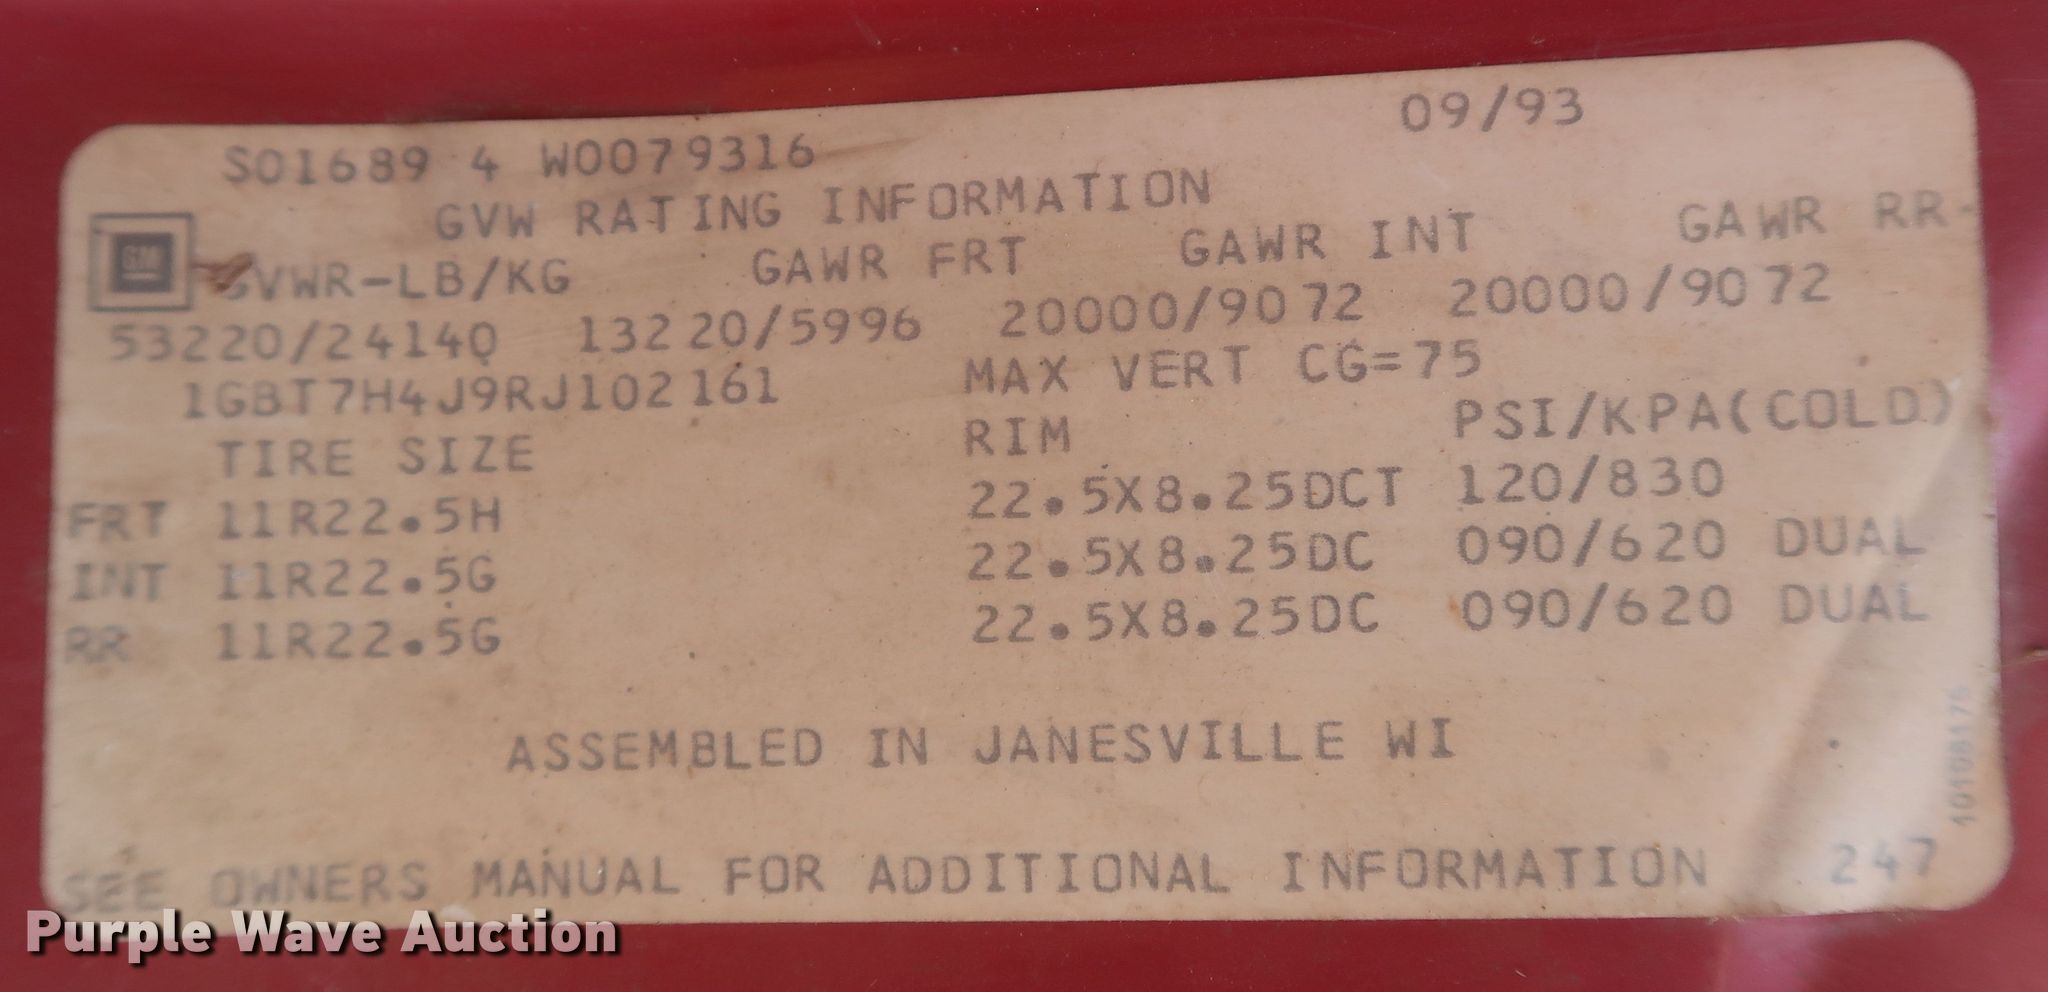 09/93
S01689 4 W0079316
GVW RATING INFORMATION
GM
GVWR-LB/KG GAWR FRT GAWR INT GAWR RR-
53220/24140 13220/5996 20000/9072 20000/9072
1GBT7H4J9RJ102161 MAX VERT CG=75
TIRE SIZE RIM PSI/KPA(COLD)
FRT 11R22.5H 22.5X8.25DCT 120/830
INT 11R22.5G 22.5X8.25DC 090/620 DUAL
RR 11R22.5G 22.5X8.25DC 090/620 DUAL
ASSEMBLED IN JANESVILLE WI
10108175
SEE OWNERS MANUAL FOR ADDITIONAL INFORMATION 247
Purple Wave Auction